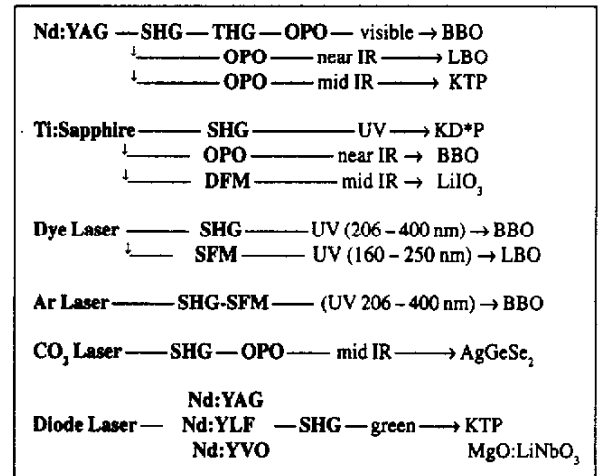 Nd:YAG —SHG— THG— OPO— visible → BBO
↓—— OPO —— near IR → LBO
↓—— OPO —— mid IR → KTP
Ti:Sapphire —— SHG —— UV → KD*P
↓—— OPO —— near IR → BBO
↓—— DFM —— mid IR → LiIO₃
Dye Laser —— SHG —— UV (206 – 400 nm) → BBO
↓—— SFM —— UV (160 – 250 nm) → LBO
Ar Laser —— SHG-SFM —— (UV 206 – 400 nm) → BBO
CO₂ Laser —— SHG — OPO —— mid IR → AgGeSe₂
Nd:YAG
Diode Laser — Nd:YLF — SHG — green → KTP
Nd:YVO MgO:LiNbO₃